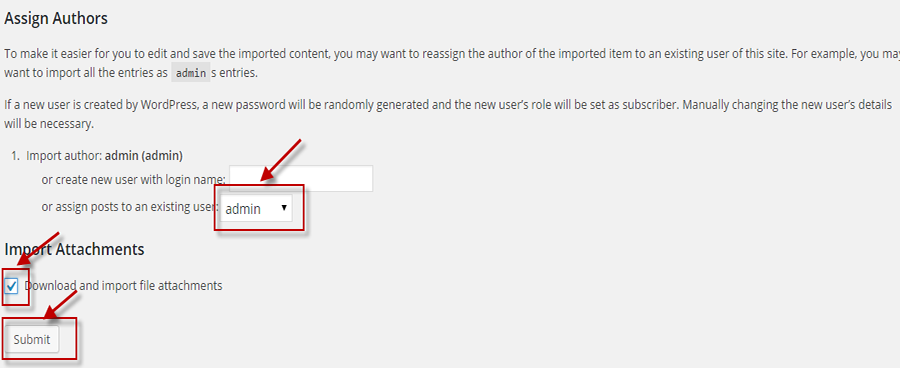 Assign Authors
To make it easier for you to edit and save the imported content, you may want to reassign the author of the imported item to an existing user of this site. For example, you may
want to import all the entries as admin s entries.
If a new user is created by WordPress, a new password will be randomly generated and the new user's role will be set as subscriber. Manually changing the new user's details
will be necessary.
1. Import author: admin (admin)
or create new user with login name:
or assign posts to an existing user: admin
Import Attachments
Download and import file attachments
Submit